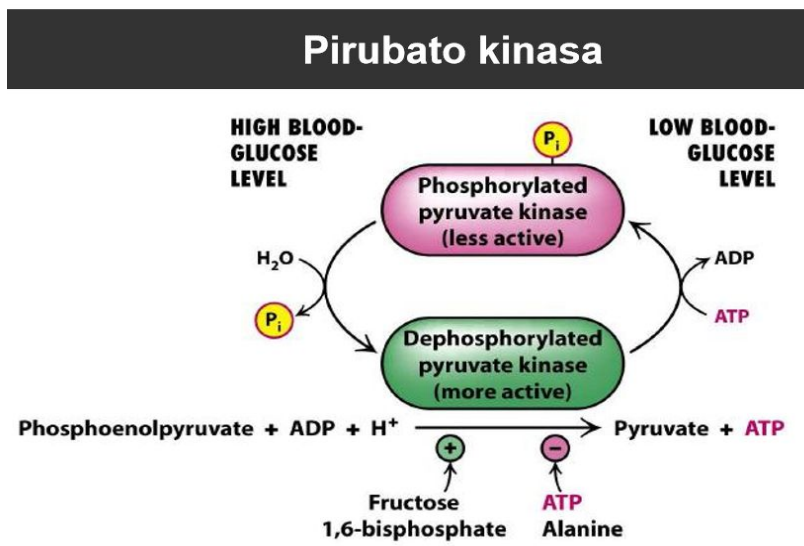 Pirubato kinasa
HIGH BLOOD-
GLUCOSE
LEVEL
LOW BLOOD-
GLUCOSE
LEVEL
Pi
Phosphorylated
pyruvate kinase
(less active)
H₂O
Pi
ADP
ATP
Dephosphorylated
pyruvate kinase
(more active)
Phosphoenolpyruvate + ADP + H⁺ Pyruvate + ATP
+ −
Fructose
1,6-bisphosphate
ATP
Alanine